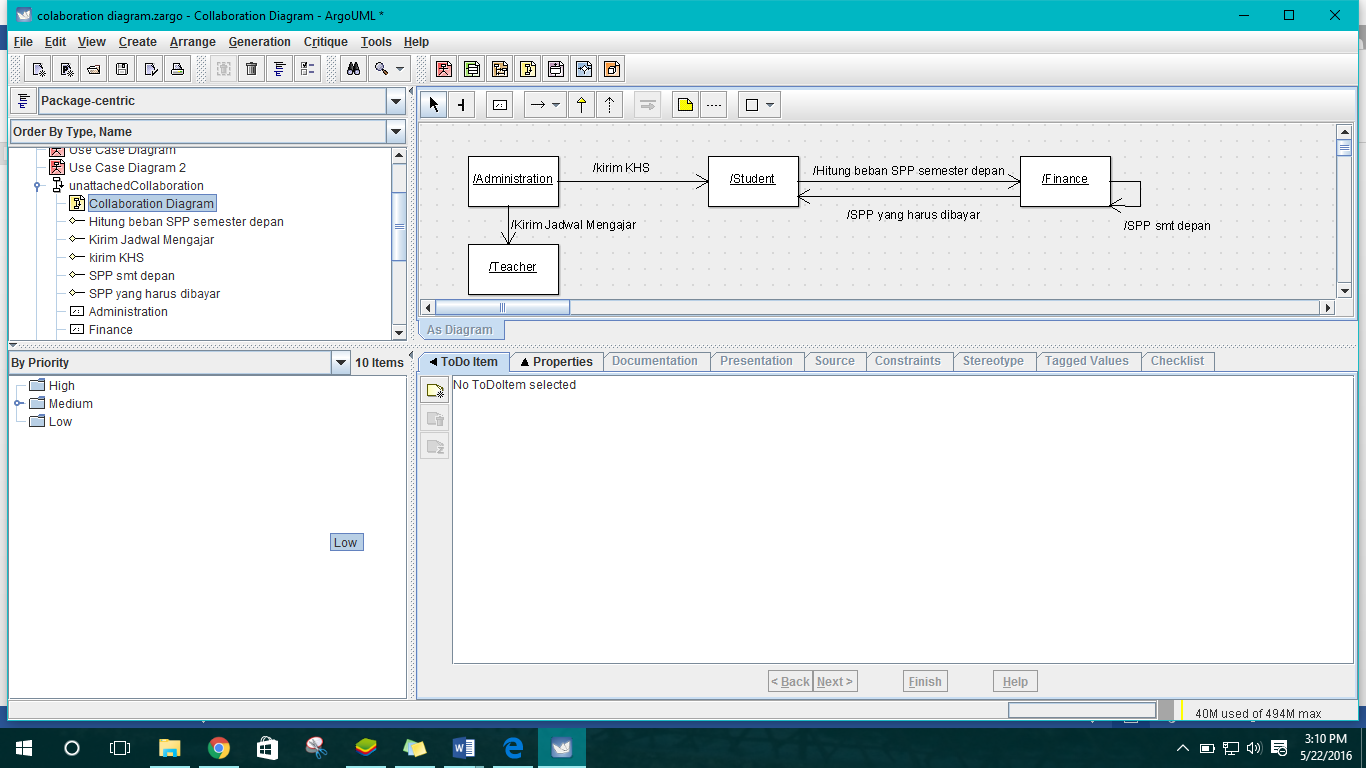 colaboration diagram.zargo - Collaboration Diagram - ArgoUML *
File Edit View Create Arrange Generation Critique Tools Help
Package-centric
Order By Type, Name
Use Case Diagram
Use Case Diagram 2
unattachedCollaboration
Collaboration Diagram
Hitung beban SPP semester depan
Kirim Jadwal Mengajar
kirim KHS
SPP smt depan
SPP yang harus dibayar
Administration
Finance
/Administration
/kirim KHS
/Student
/Hitung beban SPP semester depan
/SPP yang harus dibayar
/Finance
/SPP smt depan
/Kirim Jadwal Mengajar
/Teacher
As Diagram
By Priority 10 Items
High
Medium
Low
Low
ToDo Item Properties Documentation Presentation Source Constraints Stereotype Tagged Values Checklist
No ToDoItem selected
< Back Next > Finish Help
40M used of 494M max
3:10 PM
5/22/2016